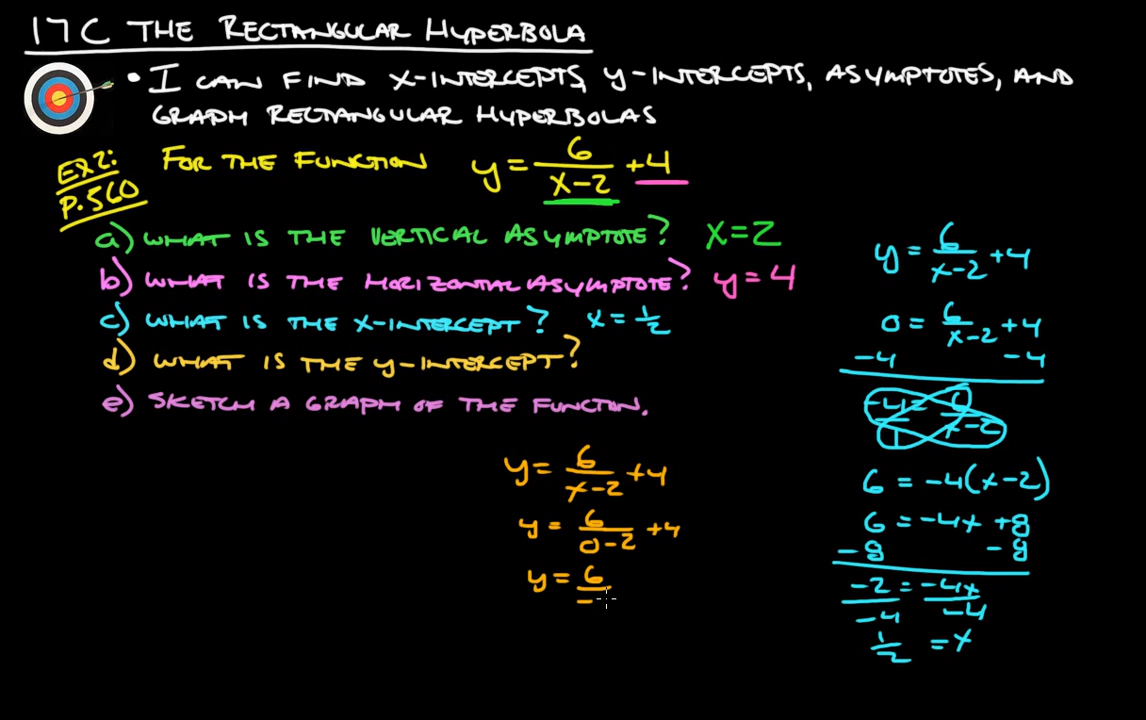 17C THE RECTANGULAR HYPERBOLA
• I CAN FIND X-INTERCEPTS, Y-INTERCEPTS, ASYMPTOTES, AND
GRAPH RECTANGULAR HYPERBOLAS
EX2:
P.560
FOR THE FUNCTION y = 6/(x-2) +4
a) WHAT IS THE VERTICAL ASYMPTOTE? x=2
b) WHAT IS THE HORIZONTAL ASYMPTOTE? y=4
c) WHAT IS THE X-INTERCEPT? x=1/2
d) WHAT IS THE Y-INTERCEPT?
e) SKETCH A GRAPH OF THE FUNCTON.
y = 6/(x-2) +4
y = 6/(0-2) +4
y = 6/-
y = 6/(x-2) +4
0 = 6/(x-2) +4
-4 -4
-4/1 = 6/(x-2)
6 = -4(x-2)
6 = -4x +8
-8 -8
-2/-4 = -4x/-4
1/2 = x